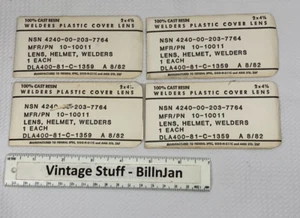 100% CAST RESIN 2x4¼
WELDERS PLASTIC COVER LENS
NSN 4240-00-203-7764
MFR/PN 10-10011
LENS, HELMET, WELDERS
1 EACH
DLA400-81-C-1359 A 8/82
100% CAST RESIN 2x4¼
WELDERS PLASTIC COVER LENS
NSN 4240-00-203-7764
MFR/PN 10-10011
LENS, HELMET, WELDERS
1 EACH
DLA400-81-C-1359 A 8/82
100% CAST RESIN 2x4¼
WELDERS PLASTIC COVER LENS
NSN 4240-00-203-7764
MFR/PN 10-10011
LENS, HELMET, WELDERS
1 EACH
DLA400-81-C-1359 A 8/82
100% CAST RESIN 2x4¼
WELDERS PLASTIC COVER LENS
NSN 4240-00-203-7764
MFR/PN 10-10011
LENS, HELMET, WELDERS
1 EACH
DLA400-81-C-1359 A 8/82
Vintage Stuff - BillnJan